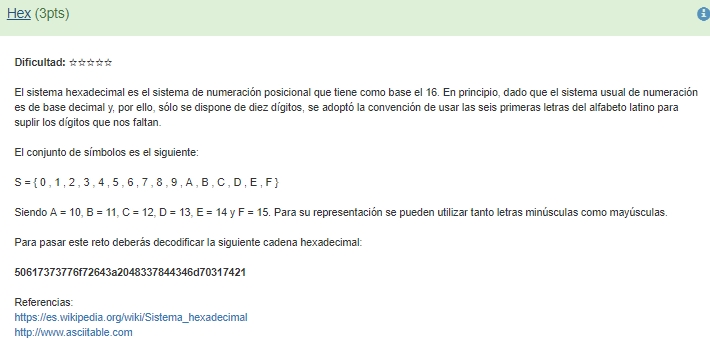 Hex (3pts)
Dificultad: ☆☆☆☆☆
El sistema hexadecimal es el sistema de numeración posicional que tiene como base el 16. En principio, dado que el sistema usual de numeración
es de base decimal y, por ello, sólo se dispone de diez dígitos, se adoptó la convención de usar las seis primeras letras del alfabeto latino para
suplir los dígitos que nos faltan.
El conjunto de símbolos es el siguiente:
S = { 0 , 1 , 2 , 3 , 4 , 5 , 6 , 7 , 8 , 9 , A , B , C , D , E , F }
Siendo A = 10, B = 11, C = 12, D = 13, E = 14 y F = 15. Para su representación se pueden utilizar tanto letras minúsculas como mayúsculas.
Para pasar este reto deberás decodificar la siguiente cadena hexadecimal:
50617373776f72643a2048337844346d70317421
Referencias:
https://es.wikipedia.org/wiki/Sistema_hexadecimal
http://www.asciitable.com